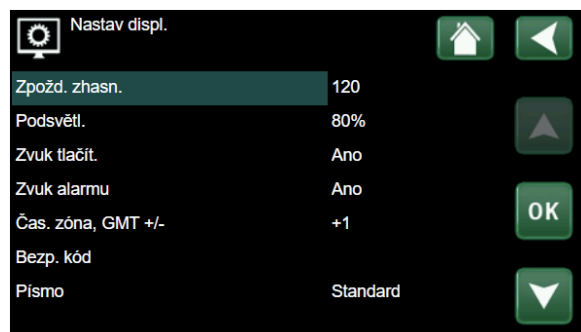 Nastav displ.
Zpožd. zhasn. 120
Podsvětl. 80%
Zvuk tlačít. Ano
Zvuk alarmu Ano
Čas. zóna, GMT +/- +1
OK
Bezp. kód
Písmo Standard